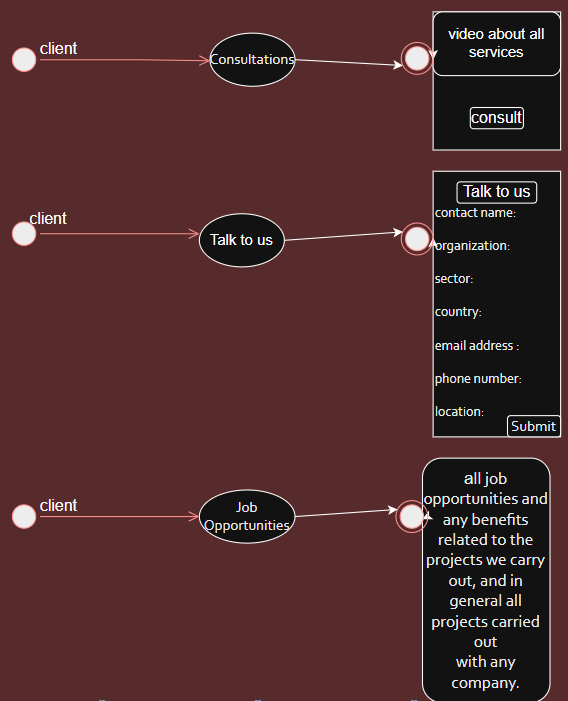 client
Consultations
video about all
services
consult
client
Talk to us
Talk to us
contact name:
organization:
sector:
country:
email address :
phone number:
location:
Submit
client
Job
Opportunities
all job
opportunities and
any benefits
related to the
projects we carry
out, and in
general all
projects carried
out
with any
company.